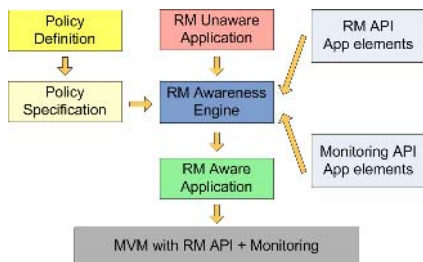 Policy
Definition
RM Unaware
Application
RM API
App elements
Policy
Specification
RM Awareness
Engine
Monitoring API
App elements
RM Aware
Application
MVM with RM API + Monitoring